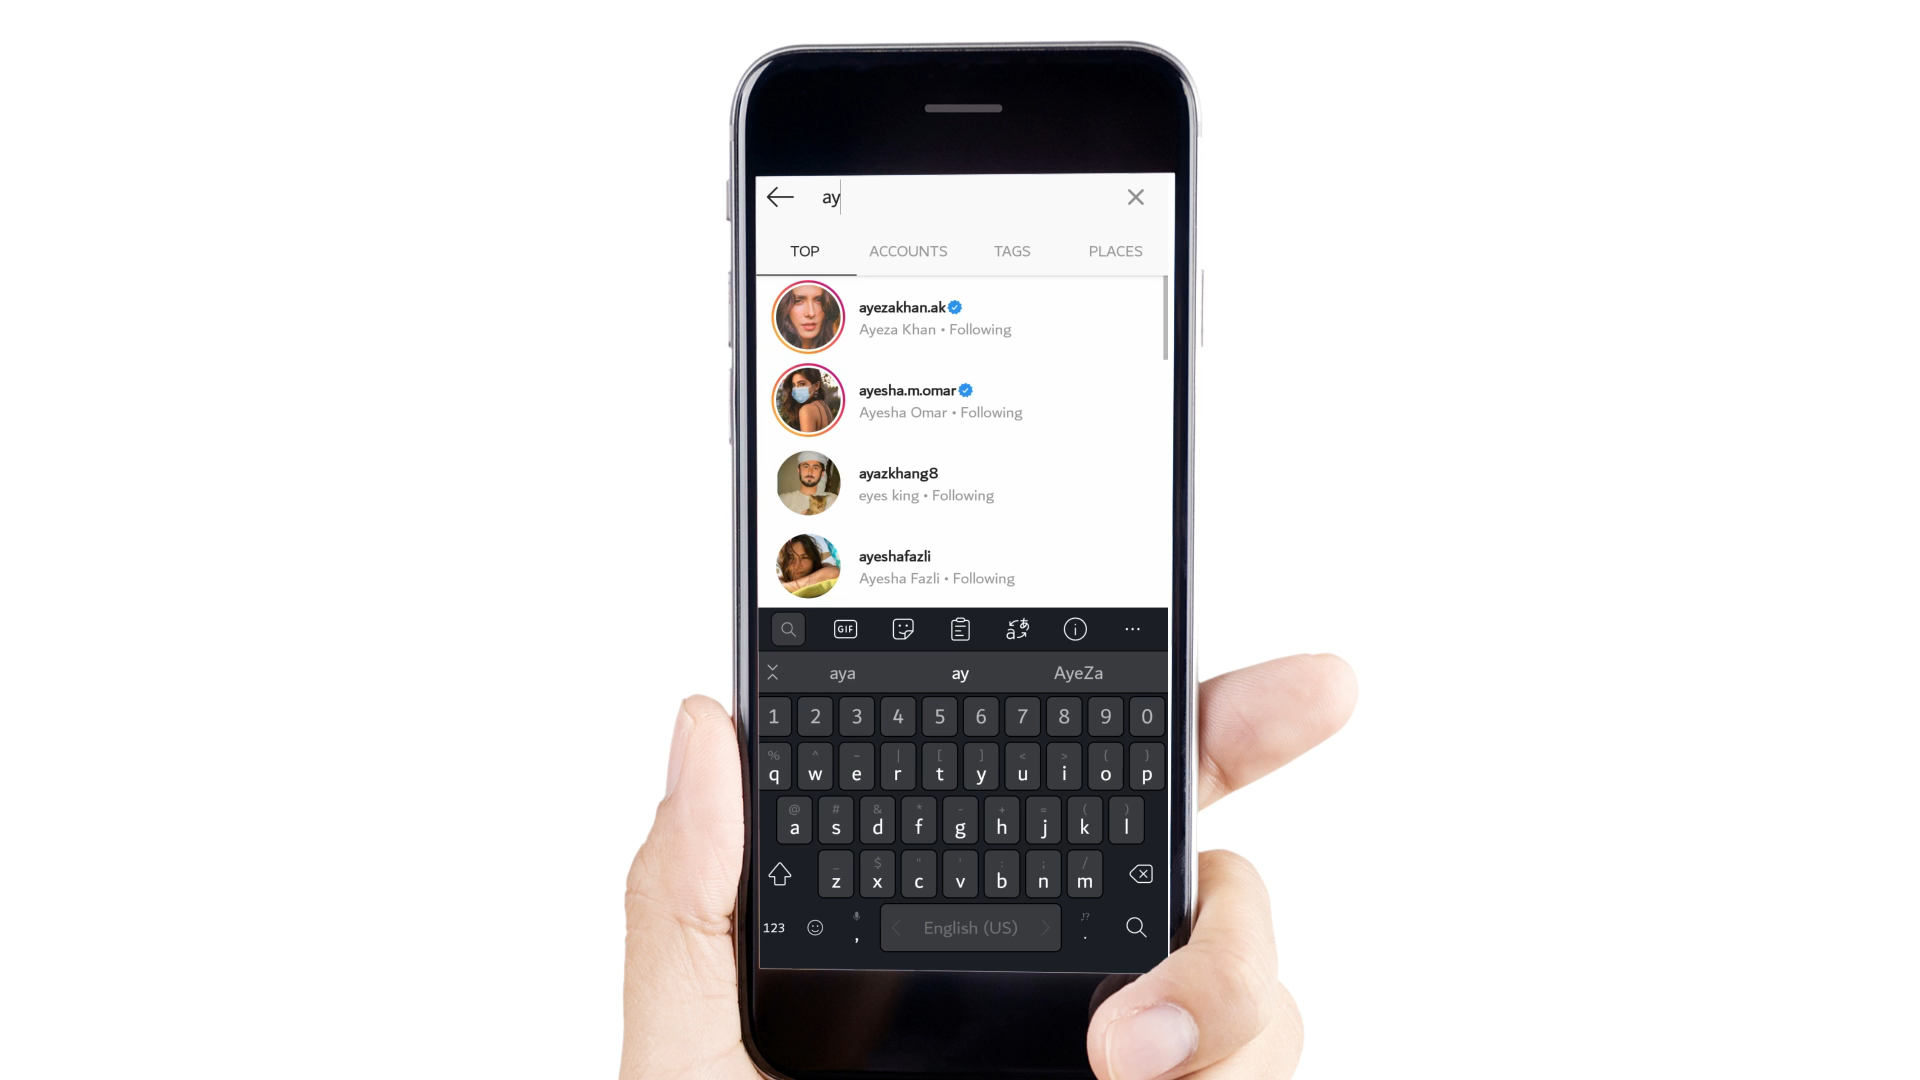 ay
TOP ACCOUNTS TAGS PLACES
ayezakhan.ak
Ayeza Khan • Following
ayesha.m.omar
Ayesha Omar • Following
ayazkhang8
eyes king • Following
ayeshafazli
Ayesha Fazli • Following
GIF aあ
aya ay AyeZa
1 2 3 4 5 6 7 8 9 0
% ^ ~ | [ ] < > { }
q w e r t y u i o p
@ # & * - + = ( )
a s d f g h j k l
_ $ " ' : ; /
z x c v b n m
123 , English (US) ,!? .